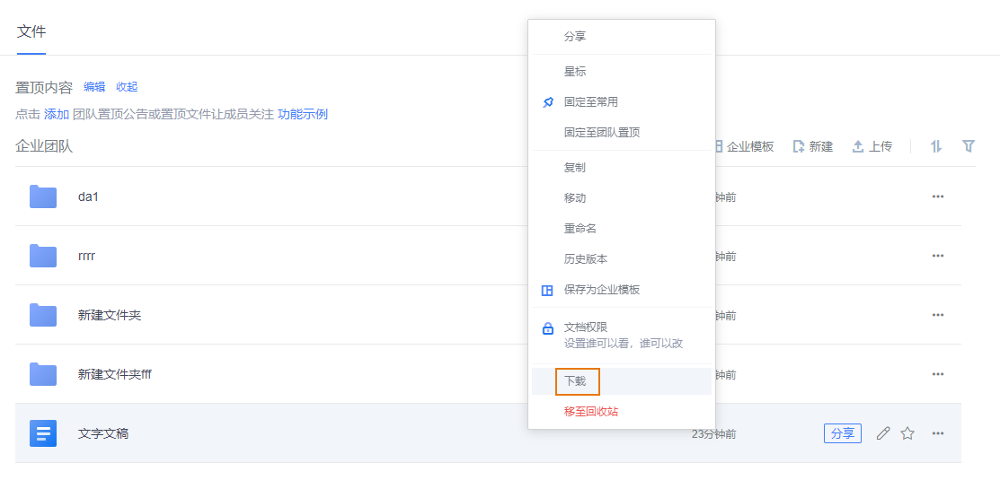 文件
置顶内容 编辑 收起
点击 添加 团队置顶公告或置顶文件让成员关注 功能示例
企业团队
企业模板 新建 上传
da1
钟前
rrrr
钟前
新建文件夹
钟前
新建文件夹fff
钟前
文字文稿
23分钟前
分享
分享
星标
固定至常用
固定至团队置顶
复制
移动
重命名
历史版本
保存为企业模板
文档权限
设置谁可以看，谁可以改
下载
移至回收站